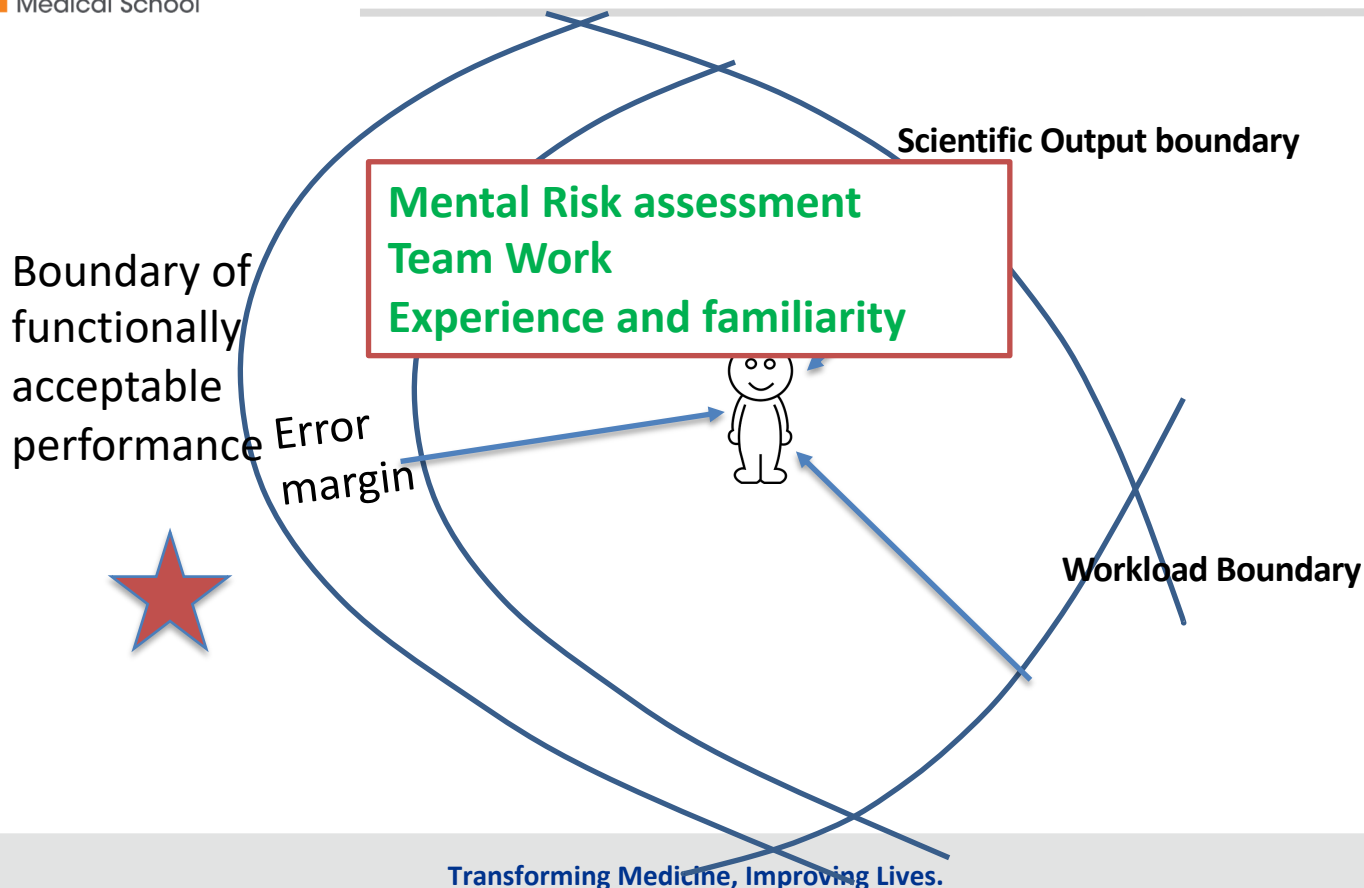 Medical School
Scientific Output boundary
Mental Risk assessment
Team Work
Experience and familiarity
Boundary of
functionally
acceptable
performance
Error
margin
Workload Boundary
Transforming Medicine, Improving Lives.